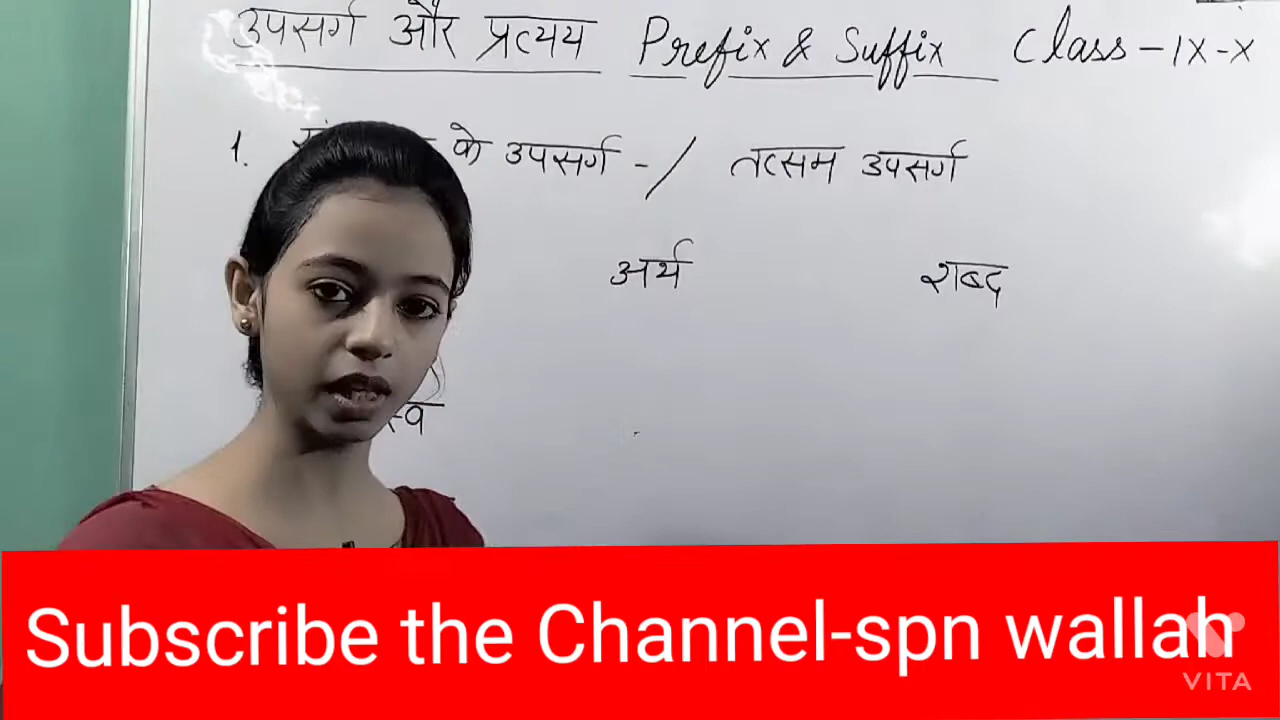 उपसर्ग और प्रत्यय Prefix & Suffix Class-IX-X
1. के उपसर्ग - / तत्सम उपसर्ग
अर्थ शब्द
स्व
Subscribe the Channel-spn wallah
VITA